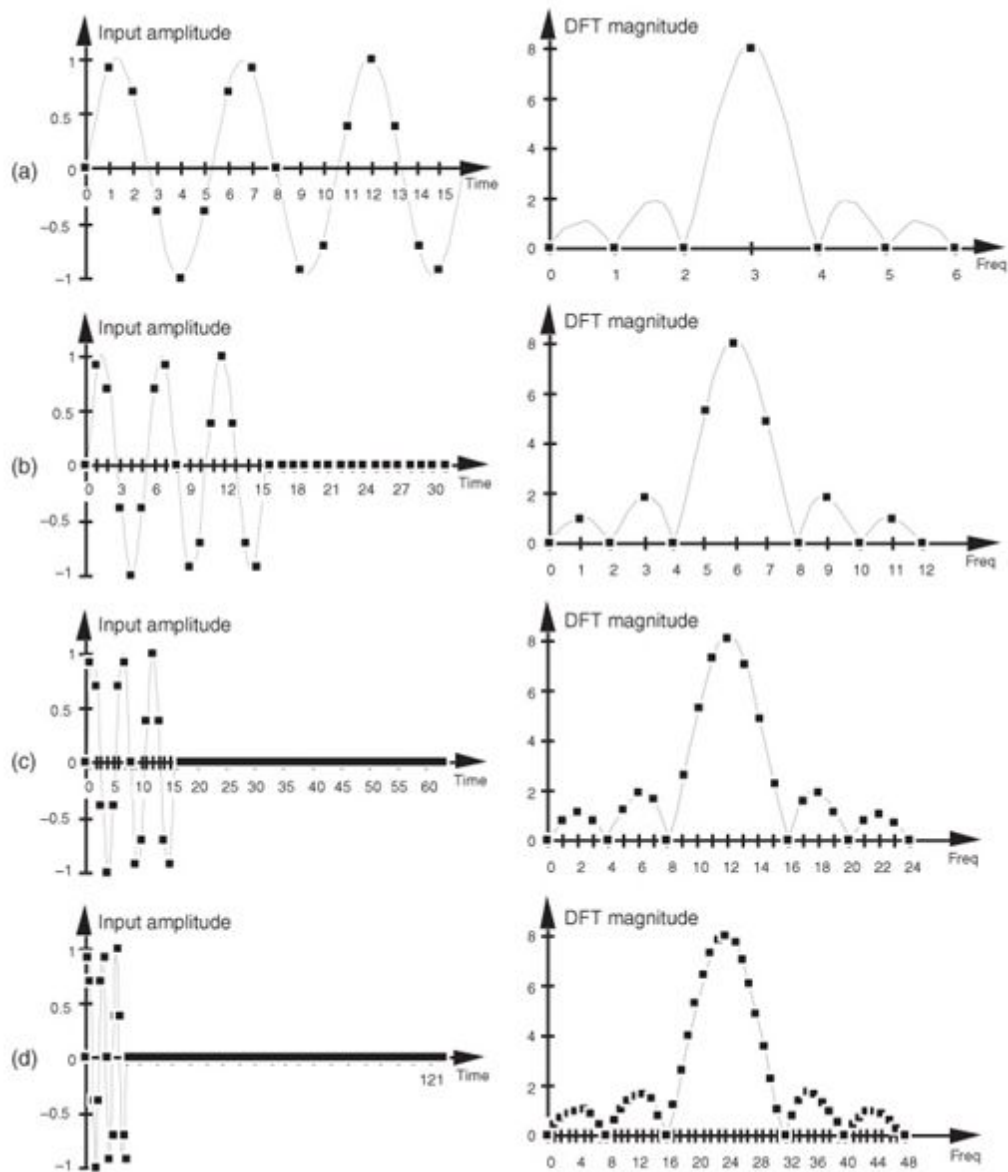 Input amplitude
1
0.5
0
-0.5
-1
0 1 2 3 4 5 6 7 8 9 10 11 12 13 14 15
Time
(a)
DFT magnitude
8
6
4
2
0
0 1 2 3 4 5 6
Freq
Input amplitude
1
0.5
0
-0.5
-1
0 3 6 9 12 15 18 21 24 27 30
Time
(b)
DFT magnitude
8
6
4
2
0
0 1 2 3 4 5 6 7 8 9 10 11 12
Freq
Input amplitude
1
0.5
0
-0.5
-1
0 5 10 15 20 25 30 35 40 45 50 55 60
Time
(c)
DFT magnitude
8
6
4
2
0
0 2 4 6 8 10 12 14 16 18 20 22 24
Freq
Input amplitude
1
0.5
0
-0.5
-1
121
Time
(d)
DFT magnitude
8
6
4
2
0
0 4 8 12 16 20 24 28 32 36 40 44 48
Freq